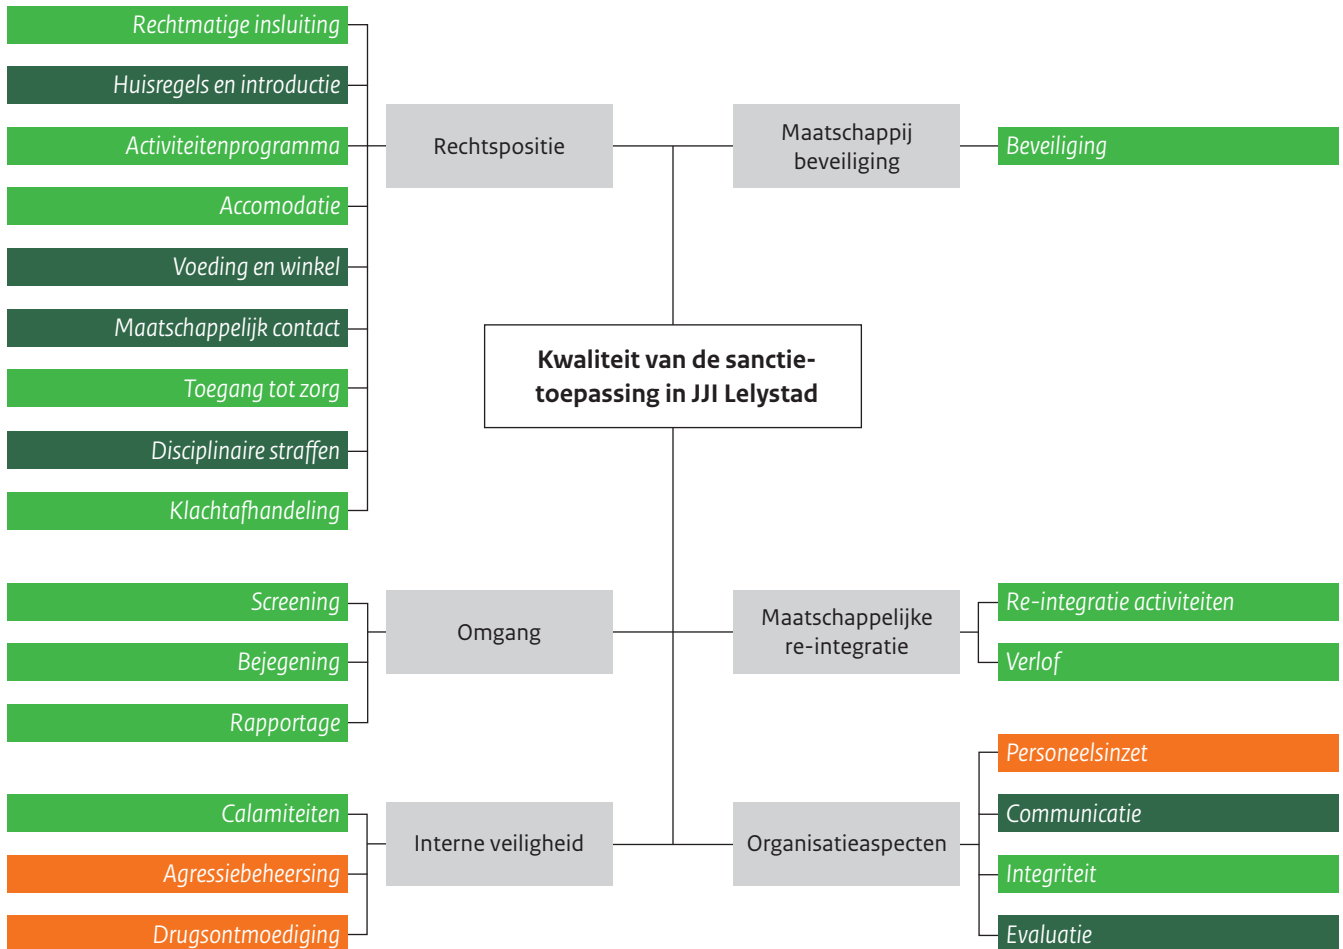 Rechtmatige insluiting
Huisregels en introductie
Activiteitenprogramma
Accomodatie
Voeding en winkel
Maatschappelijk contact
Toegang tot zorg
Disciplinaire straffen
Klachtafhandeling
Rechtspositie
Maatschappij
beveiliging
Beveiliging
Kwaliteit van de sanctie-
toepassing in JJI Lelystad
Screening
Bejegening
Rapportage
Omgang
Maatschappelijke
re-integratie
Re-integratie activiteiten
Verlof
Calamiteiten
Agressiebeheersing
Drugsontmoediging
Interne veiligheid
Organisatieaspecten
Personeelsinzet
Communicatie
Integriteit
Evaluatie